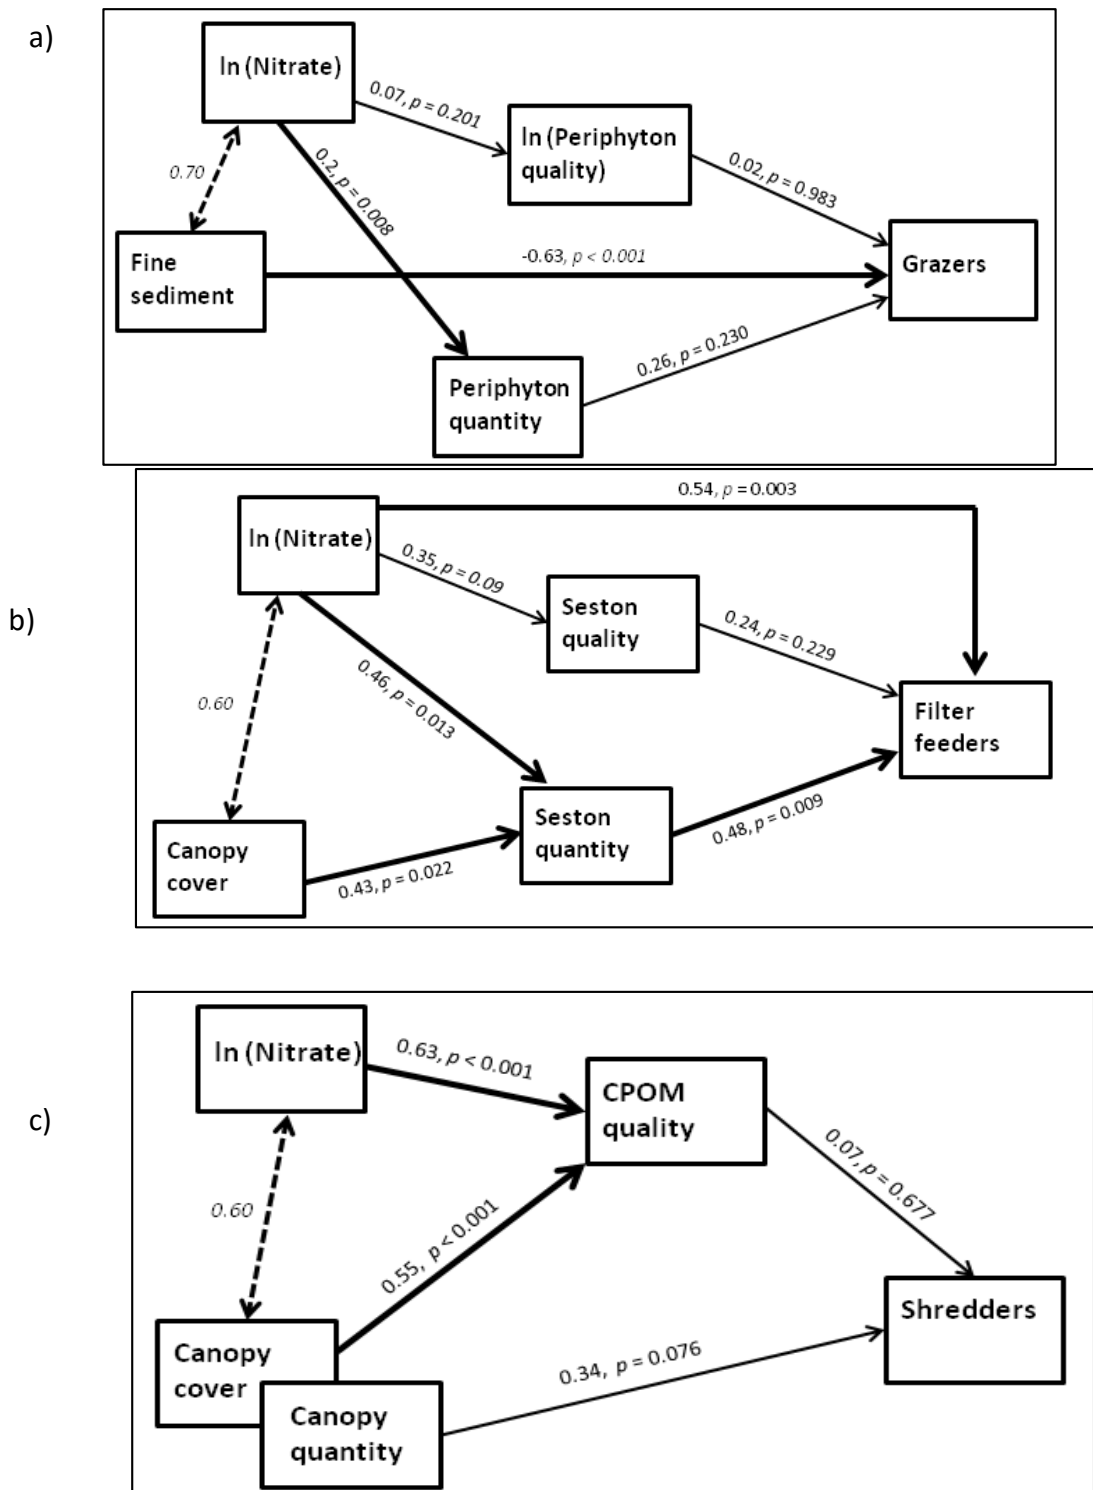 a)
ln (Nitrate)
0.07, p = 0.201
ln (Periphyton
quality)
0.02, p = 0.983
0.70
0.2, p = 0.008
Fine
sediment
-0.63, p < 0.001
Grazers
Periphyton
quantity
0.26, p = 0.230
b)
0.54, p = 0.003
ln (Nitrate)
0.35, p = 0.09
Seston
quality
0.24, p = 0.229
0.60
0.46, p = 0.013
Filter
feeders
Seston
quantity
0.48, p = 0.009
Canopy
cover
0.43, p = 0.022
c)
ln (Nitrate)
0.63, p < 0.001
CPOM
quality
0.07, p = 0.677
0.60
0.55, p < 0.001
Shredders
Canopy
cover
0.34, p = 0.076
Canopy
quantity